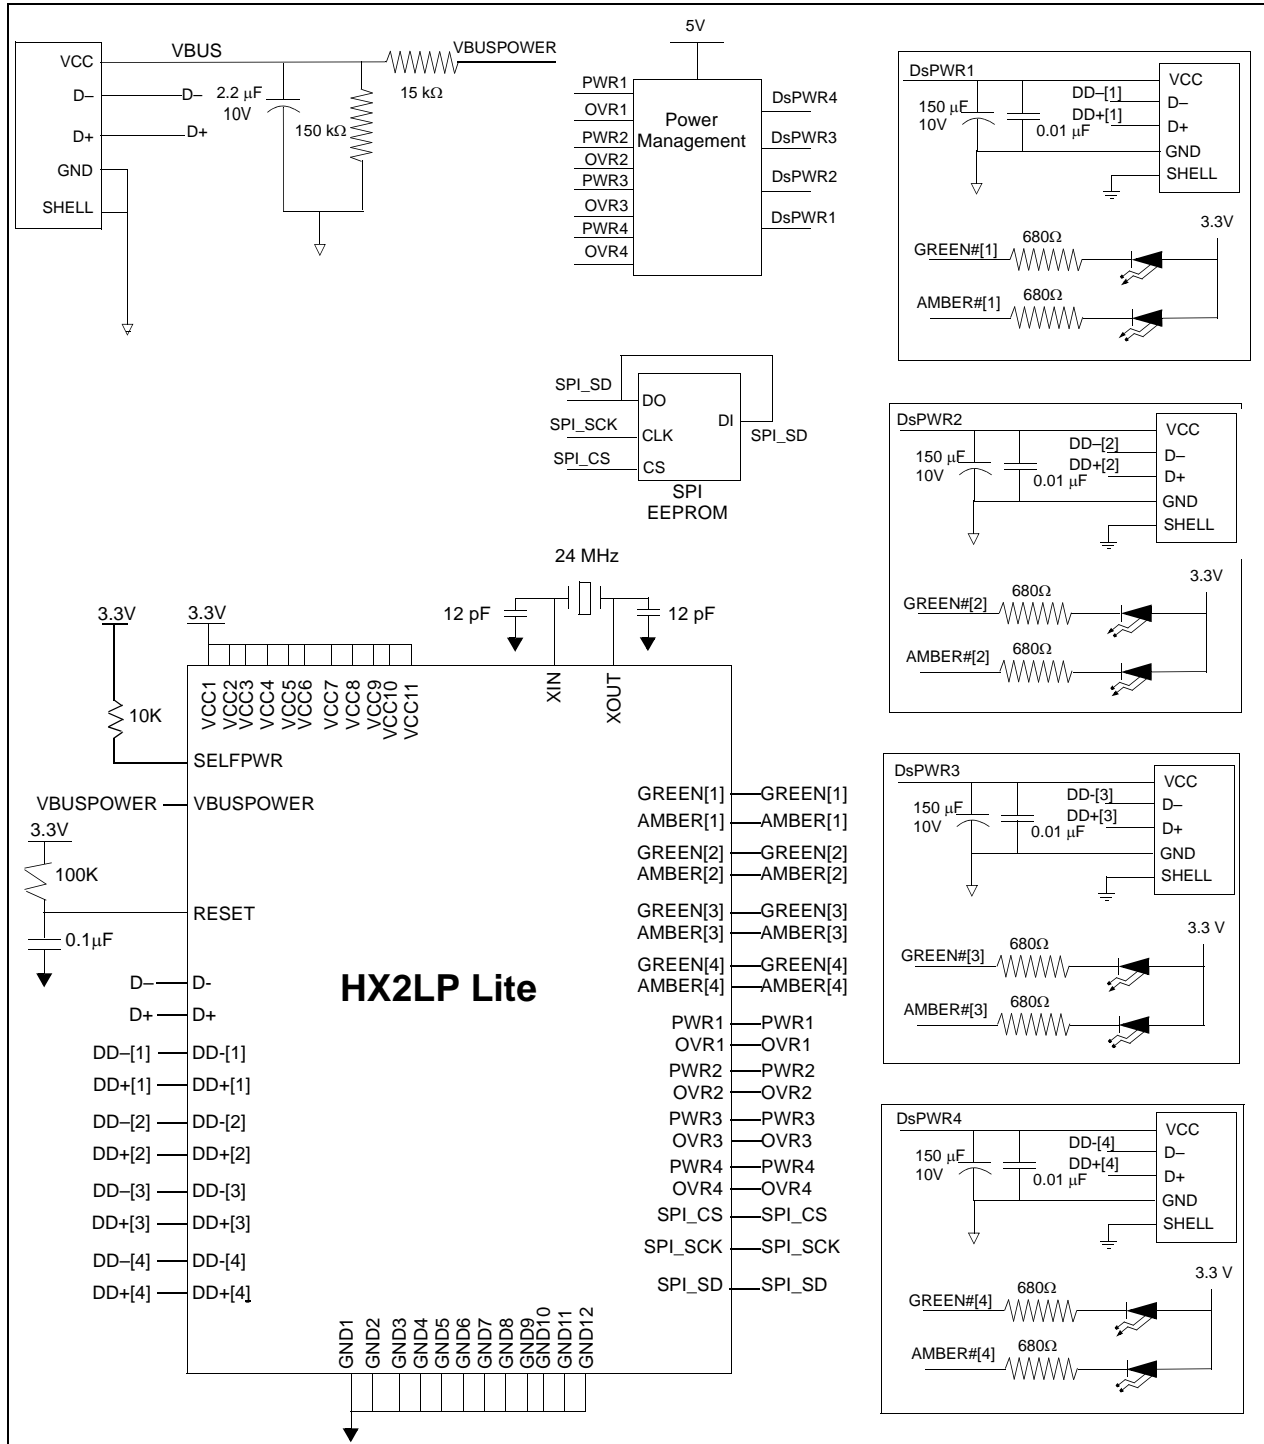 VCC
D–
D+
GND
SHELL
VBUS
D–
D+
2.2 µF
10V
150 kΩ
15 kΩ
VBUSPOWER
5V
PWR1
OVR1
PWR2
OVR2
PWR3
OVR3
PWR4
OVR4
Power
Management
DsPWR4
DsPWR3
DsPWR2
DsPWR1
SPI_SD
SPI_SCK
SPI_CS
DO
CLK
CS
DI
SPI_SD
SPI
EEPROM
24 MHz
12 pF
12 pF
3.3V
3.3V
10K
VCC1
VCC2
VCC3
VCC4
VCC5
VCC6
VCC7
VCC8
VCC9
VCC10
VCC11
XIN
XOUT
SELFPWR
VBUSPOWER
VBUSPOWER
3.3V
100K
RESET
0.1µF
HX2LP Lite
D– D-
D+ D+
DD–[1] DD-[1]
DD+[1] DD+[1]
DD–[2] DD-[2]
DD+[2] DD+[2]
DD–[3] DD-[3]
DD+[3] DD+[3]
DD–[4] DD-[4]
DD+[4] DD+[4]
GREEN[1] GREEN[1]
AMBER[1] AMBER[1]
GREEN[2] GREEN[2]
AMBER[2] AMBER[2]
GREEN[3] GREEN[3]
AMBER[3] AMBER[3]
GREEN[4] GREEN[4]
AMBER[4] AMBER[4]
PWR1 PWR1
OVR1 OVR1
PWR2 PWR2
OVR2 OVR2
PWR3 PWR3
OVR3 OVR3
PWR4 PWR4
OVR4 OVR4
SPI_CS SPI_CS
SPI_SCK SPI_SCK
SPI_SD SPI_SD
GND1
GND2
GND3
GND4
GND5
GND6
GND7
GND8
GND9
GND10
GND11
GND12
DsPWR1
150 µF
10V
0.01 µF
DD–[1]
DD+[1]
VCC
D–
D+
GND
SHELL
3.3V
680Ω
GREEN#[1]
680Ω
AMBER#[1]
DsPWR2
150 µF
10V
0.01 µF
DD–[2]
DD+[2]
VCC
D–
D+
GND
SHELL
3.3V
680Ω
GREEN#[2]
680Ω
AMBER#[2]
DsPWR3
150 µF
10V
0.01 µF
DD-[3]
DD+[3]
VCC
D–
D+
GND
SHELL
3.3 V
680Ω
GREEN#[3]
680Ω
AMBER#[3]
DsPWR4
150 µF
10V
0.01 µF
DD-[4]
DD+[4]
VCC
D–
D+
GND
SHELL
3.3 V
680Ω
GREEN#[4]
680Ω
AMBER#[4]